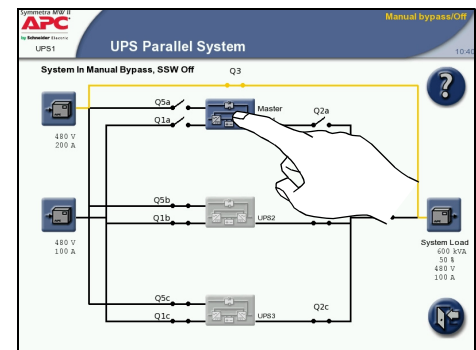 Symmetra MW II
APC
by Schneider Electric
UPS1
UPS Parallel System
Manual bypass/Off
10:40
System In Manual Bypass, SSW Off
Q3
?
Q5a
Q1a
Master
Q2a
480 V
200 A
Q5b
Q1b
UPS2
480 V
100 A
System Load
600 kVA
50 %
480 V
100 A
Q5c
Q1c
UPS3
Q2c